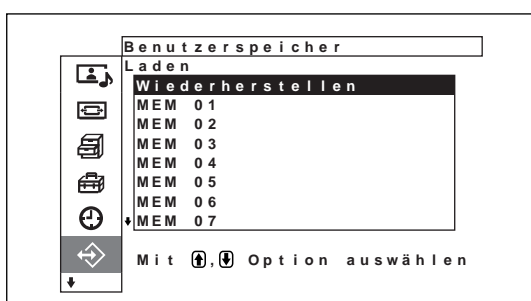 Benutzerspeicher
Laden
Wiederherstellen
MEM 01
MEM 02
MEM 03
MEM 04
MEM 05
MEM 06
MEM 07
Mit ↑,↓ Option auswählen